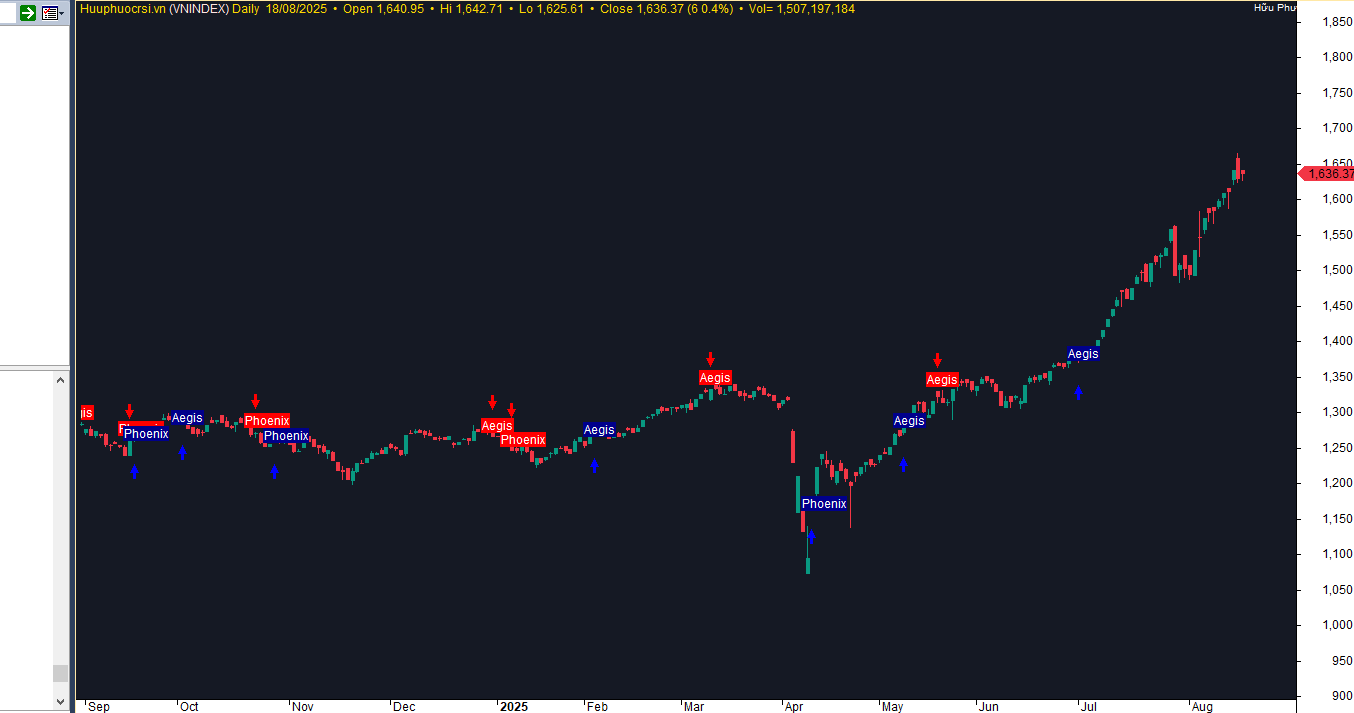 Huuphuocrsi.vn (VNINDEX) Daily 18/08/2025 • Open 1,640.95 • Hi 1,642.71 • Lo 1,625.61 • Close 1,636.37 (6 0.4%) • Vol= 1,507,197,184
Hữu Phư
1,850
1,800
1,750
1,700
1,650
1,636.37
1,600
1,550
1,500
1,450
1,400
Aegis
1,350
Aegis
Aegis
1,300
gis
Aegis
Phoenix
Phoenix
Phoenix
Aegis
Phoenix
Aegis
Aegis
1,250
1,200
Phoenix
1,150
1,100
1,050
1,000
950
900
Sep Oct Nov Dec 2025 Feb Mar Apr May Jun Jul Aug